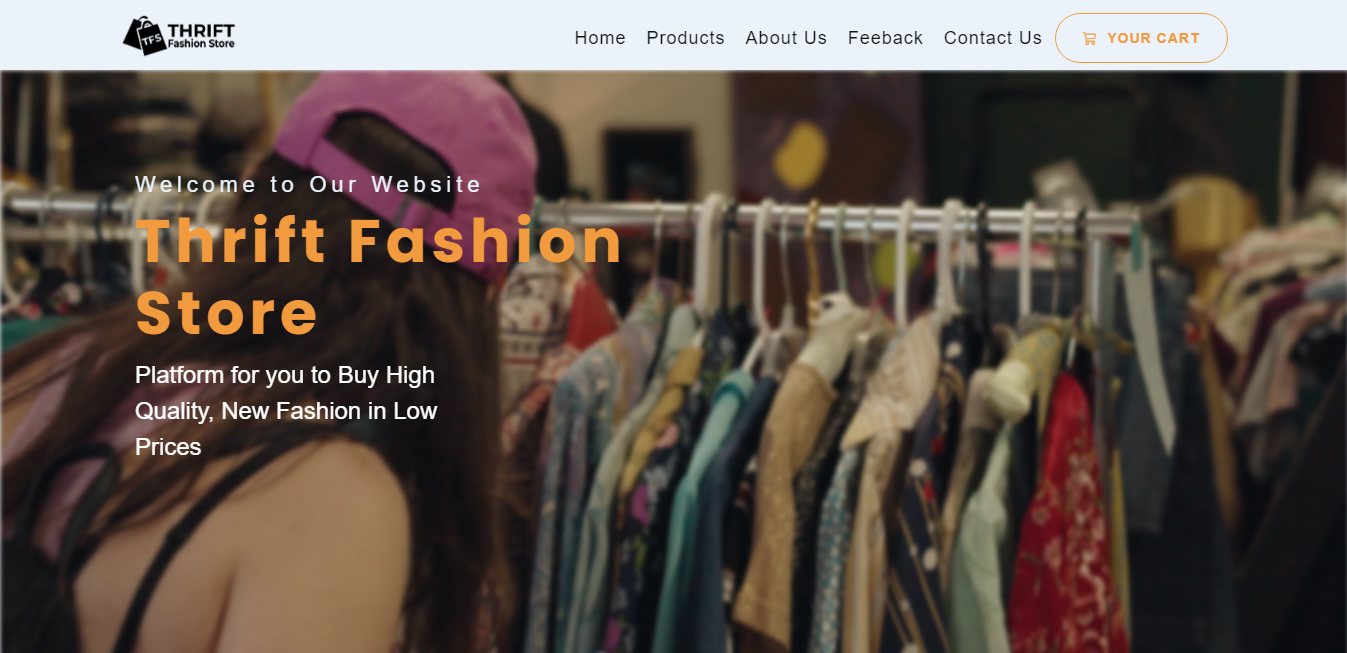 TFS
THRIFT
Fashion Store
Home Products About Us Feeback Contact Us YOUR CART
Welcome to Our Website
Thrift Fashion
Store
Platform for you to Buy High
Quality, New Fashion in Low
Prices